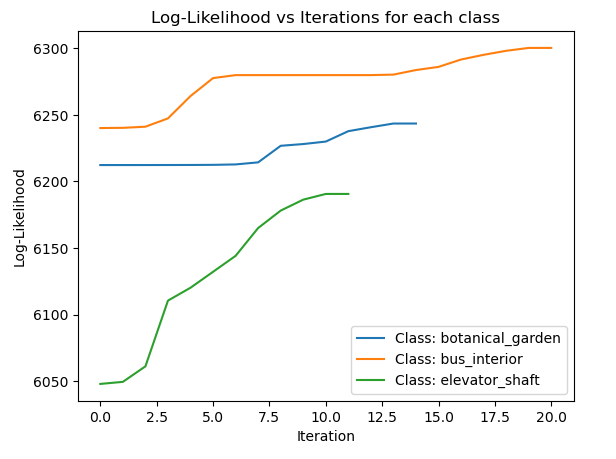 Log-Likelihood vs Iterations for each class
6300
6250
6200
6150
6100
6050
Log-Likelihood
0.0 2.5 5.0 7.5 10.0 12.5 15.0 17.5 20.0
Iteration
Class: botanical_garden
Class: bus_interior
Class: elevator_shaft